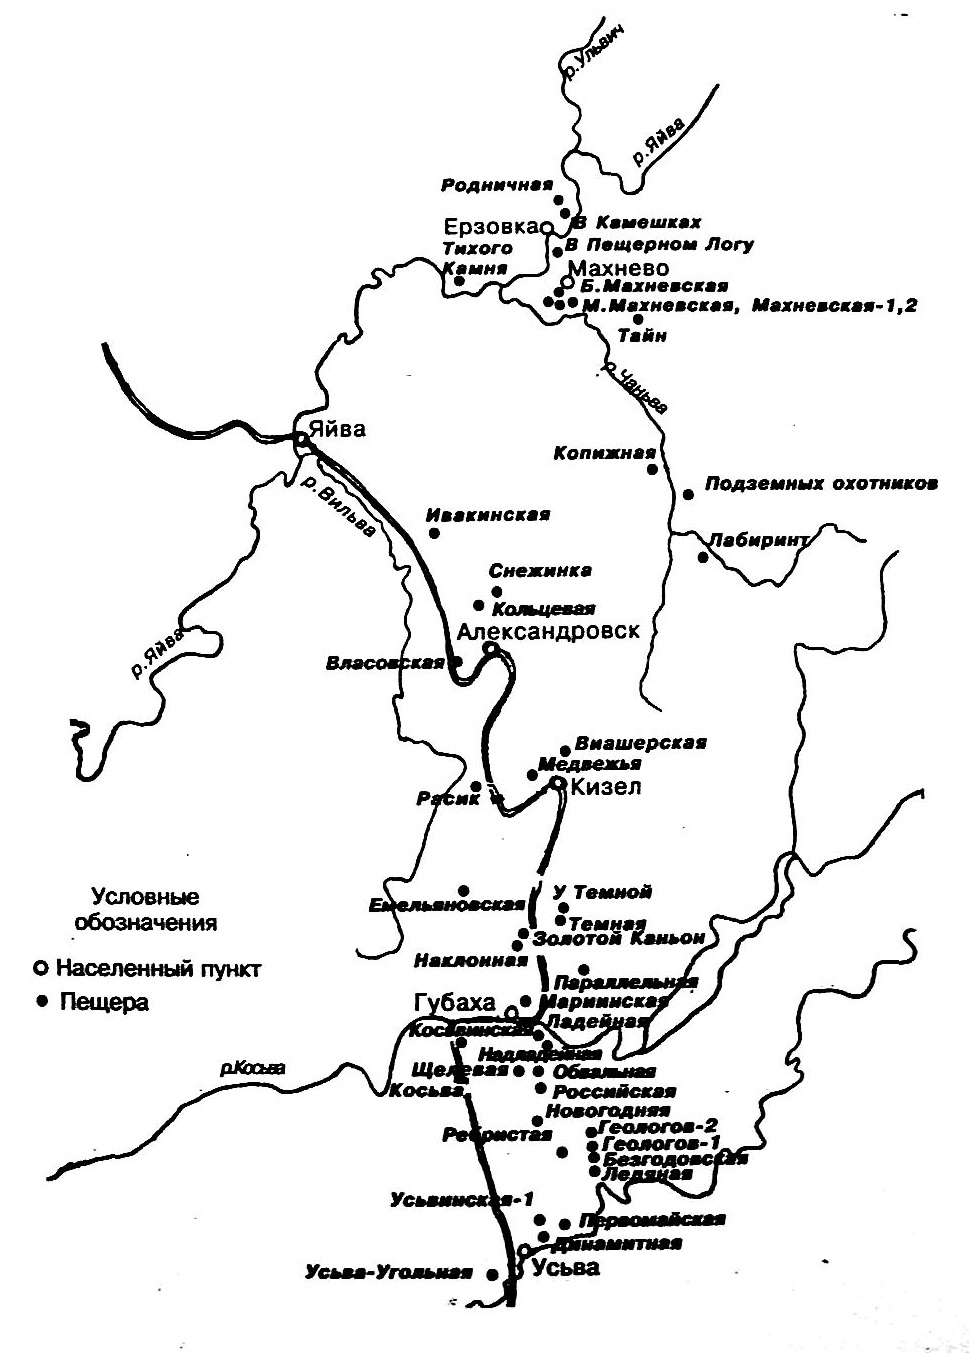 р.Ульвич
р.Яйва
Родничная
В Камешках
Ерзовка
В Пещерном Логу
Тихого
Камня
Махнево
Б.Махневская
М.Махневская, Махневская-1,2
Тайн
р.Чаньва
Яйва
Копижная
Подземных охотников
р.Вильва
Ивакинская
Лабиринт
Снежинка
Кольцевая
Александровск
р.Яйва
Власовская
Виашерская
Медвежья
Кизел
Расик
Условные
обозначения
Населенный пункт
Пещера
У Темной
Емельяновская
Темная
Золотой Каньон
Наклонная
Параллельная
Мариинская
Губаха
Ладейная
Косьвинская
Надладейная
Щелевая
Обвальная
р.Косьва
Косьва
Российская
Новогодняя
Геологов-2
Ребристая
Геологов-1
Безгодовская
Ледяная
Усьвинская-1
Первомайская
Динамитная
Усьва
Усьва-Угольная